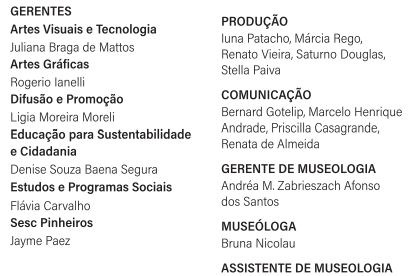 GERENTES
Artes Visuais e Tecnologia
Juliana Braga de Mattos
Artes Gráficas
Rogerio Ianelli
Difusão e Promoção
Ligia Moreira Moreli
Educação para Sustentabilidade
e Cidadania
Denise Souza Baena Segura
Estudos e Programas Sociais
Flávia Carvalho
Sesc Pinheiros
Jayme Paez
PRODUÇÃO
Iuna Patacho, Márcia Rego,
Renato Vieira, Saturno Douglas,
Stella Paiva
COMUNICAÇÃO
Bernard Gotelip, Marcelo Henrique
Andrade, Priscilla Casagrande,
Renata de Almeida
GERENTE DE MUSEOLOGIA
Andréa M. Zabrieszach Afonso
dos Santos
MUSEÓLOGA
Bruna Nicolau
ASSISTENTE DE MUSEOLOGIA